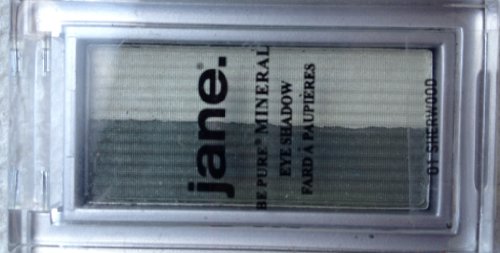 jane.®
BE PURE® MINERAL
EYE SHADOW
FARD À PAUPIÈRES
01 SHERWOOD